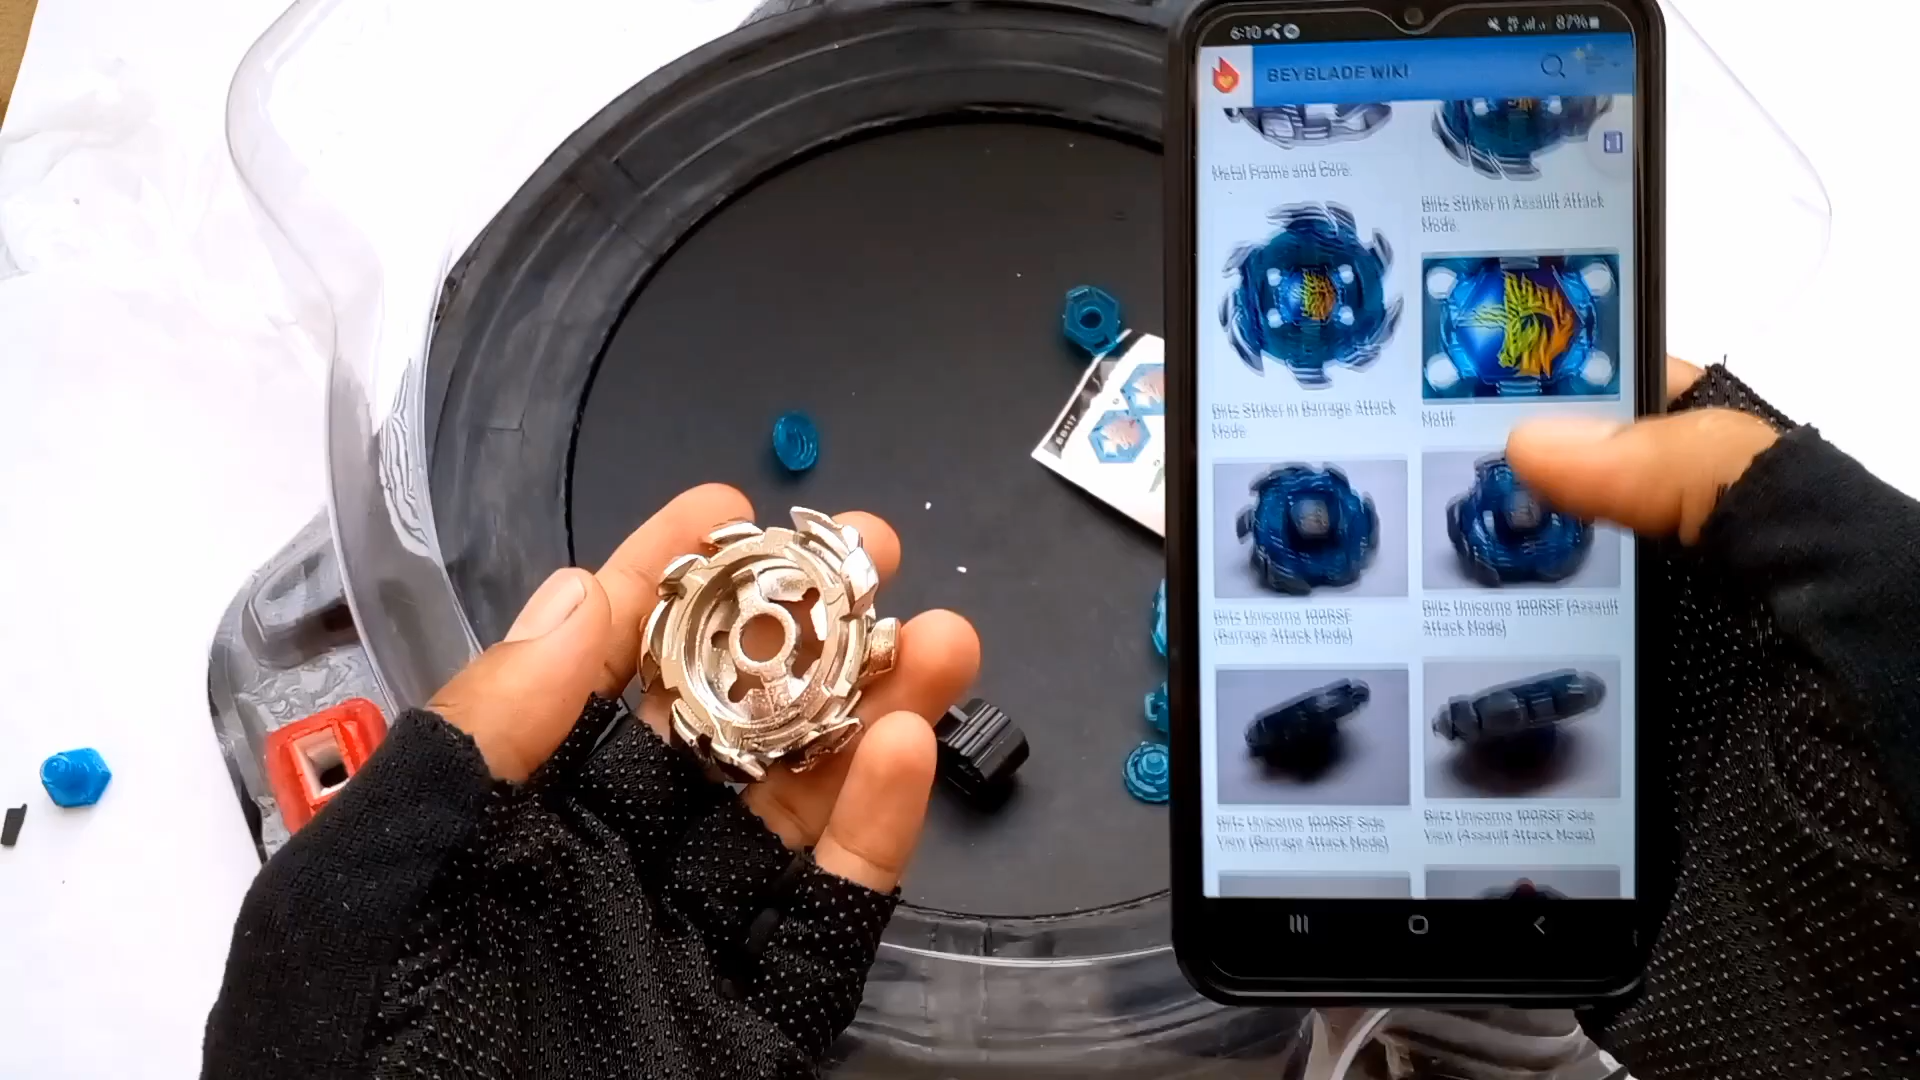 6:10
87%
BEYBLADE WIKI
Metal Frame and Core.
Blitz Striker in Assault Attack
Mode.
Blitz Striker in Barrage Attack
Mode.
Motif.
Blitz Unicorno 100RSF
(Barrage Attack Mode)
Blitz Unicorno 100RSF (Assault
Attack Mode)
Blitz Unicorno 100RSF Side
View (Barrage Attack Mode)
Blitz Unicorno 100RSF Side
View (Assault Attack Mode)
BB117